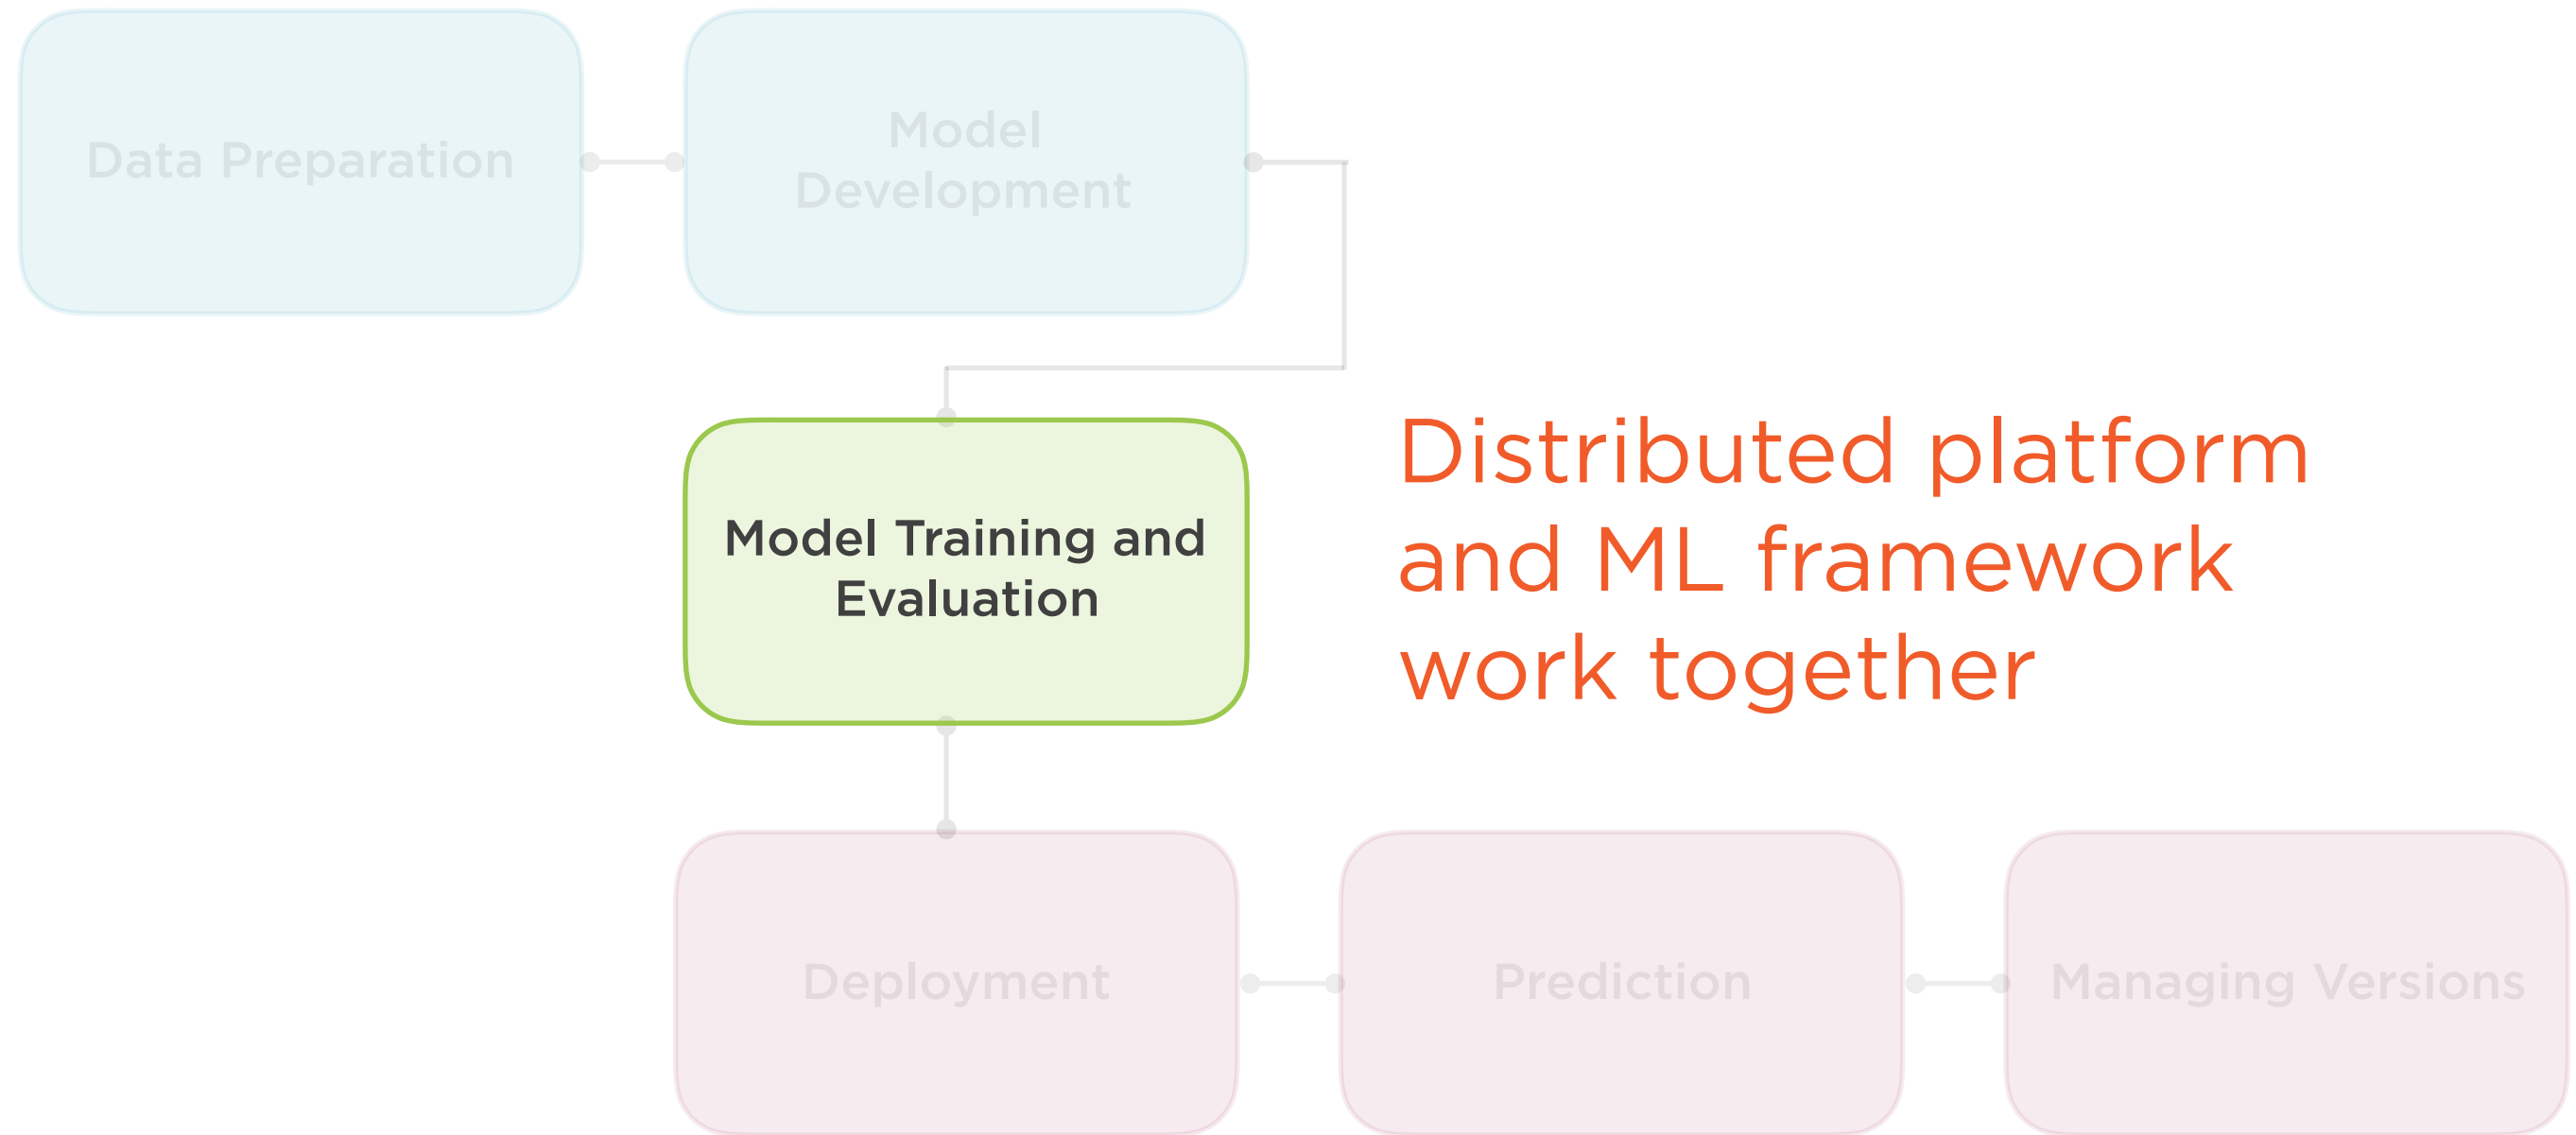 Data Preparation
Model
Development
Model Training and
Evaluation
Distributed platform
and ML framework
work together
Deployment
Prediction
Managing Versions